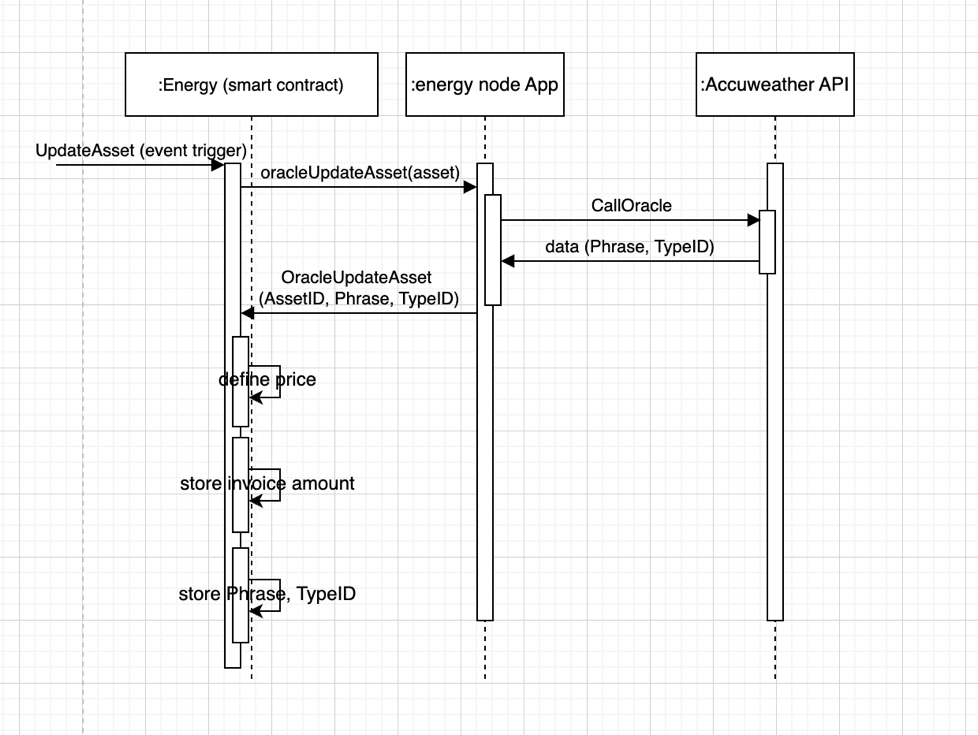 :Energy (smart contract)
:energy node App
:Accuweather API
UpdateAsset (event trigger)
oracleUpdateAsset(asset)
CallOracle
data (Phrase, TypeID)
OracleUpdateAsset
(AssetID, Phrase, TypeID)
define price
store invoice amount
store Phrase, TypeID